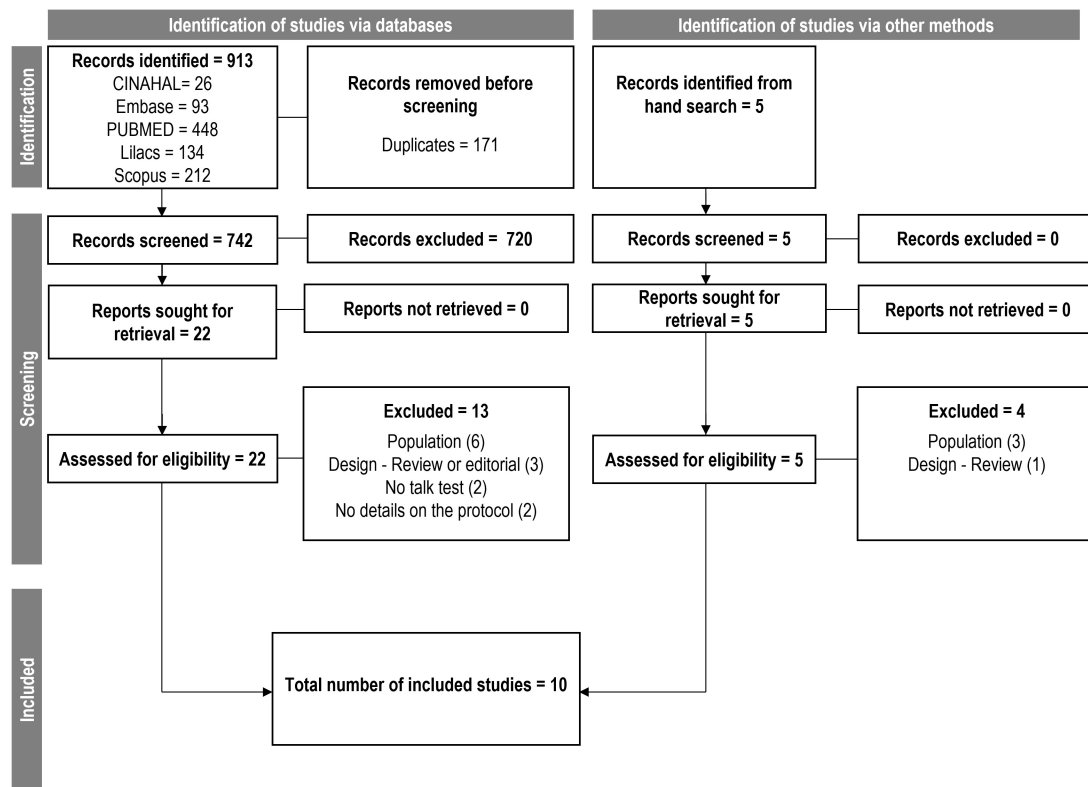 Identification of studies via databases
Identification of studies via other methods
Identification
Records identified = 913
CINAHAL= 26
Embase = 93
PUBMED = 448
Lilacs = 134
Scopus = 212
Records removed before
screening
Duplicates = 171
Records identified from
hand search = 5
Screening
Records screened = 742
Records excluded = 720
Records screened = 5
Records excluded = 0
Reports sought for
retrieval = 22
Reports not retrieved = 0
Reports sought for
retrieval = 5
Reports not retrieved = 0
Assessed for eligibility = 22
Excluded = 13
Population (6)
Design - Review or editorial (3)
No talk test (2)
No details on the protocol (2)
Assessed for eligibility = 5
Excluded = 4
Population (3)
Design - Review (1)
Included
Total number of included studies = 10